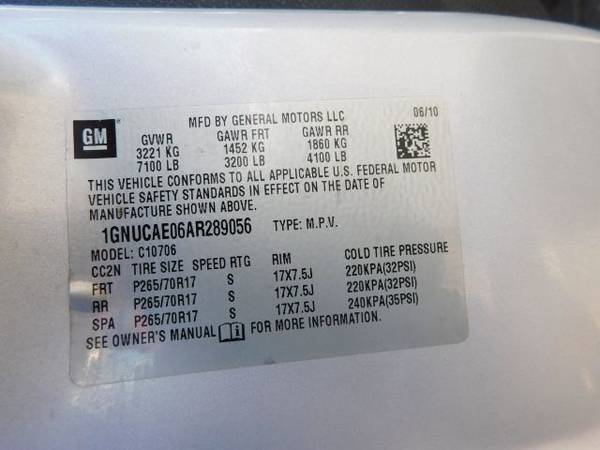 MFD BY GENERAL MOTORS LLC 06/10
GM
GVWR GAWR FRT GAWR RR
3221 KG 1452 KG 1860 KG
7100 LB 3200 LB 4100 LB
THIS VEHICLE CONFORMS TO ALL APPLICABLE U.S. FEDERAL MOTOR
VEHICLE SAFETY STANDARDS IN EFFECT ON THE DATE OF
MANUFACTURE SHOWN ABOVE.
1GNUCAE06AR289056 TYPE: M.P.V.
MODEL: C10706
CC2N TIRE SIZE SPEED RTG RIM COLD TIRE PRESSURE
FRT P265/70R17 S 17X7.5J 220KPA(32PSI)
RR P265/70R17 S 17X7.5J 220KPA(32PSI)
SPA P265/70R17 S 17X7.5J 240KPA(35PSI)
SEE OWNER'S MANUAL FOR MORE INFORMATION.